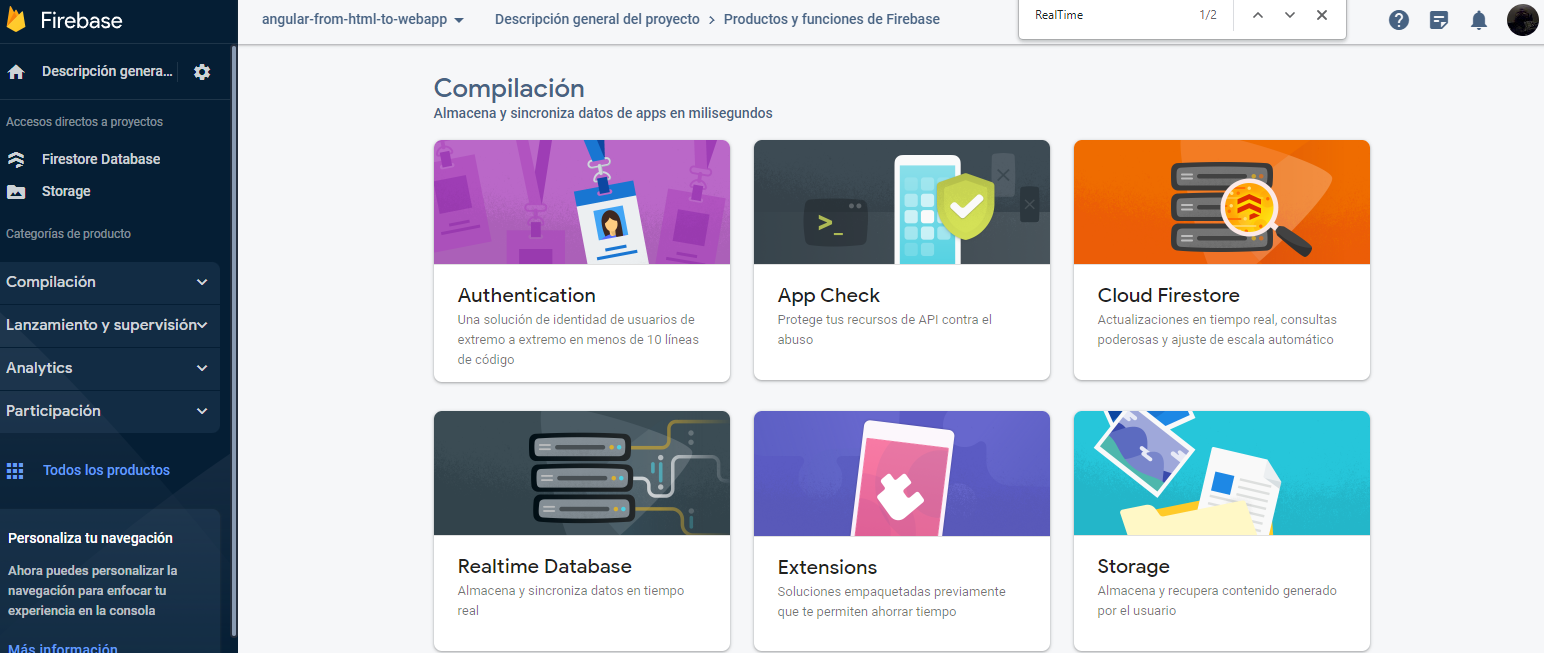 Firebase
angular-from-html-to-webapp
Descripción general del proyecto
Productos y funciones de Firebase
RealTime
1/2
Descripción genera...
Accesos directos a proyectos
Firestore Database
Storage
Categorías de producto
Compilación
Lanzamiento y supervisión
Analytics
Participación
Todos los productos
Personaliza tu navegación
Ahora puedes personalizar la
navegación para enfocar tu
experiencia en la consola
Más información
Compilación
Almacena y sincroniza datos de apps en milisegundos
Authentication
Una solución de identidad de usuarios de
extremo a extremo en menos de 10 líneas
de código
App Check
Protege tus recursos de API contra el
abuso
Cloud Firestore
Actualizaciones en tiempo real, consultas
poderosas y ajuste de escala automático
Realtime Database
Almacena y sincroniza datos en tiempo
real
Extensions
Soluciones empaquetadas previamente
que te permiten ahorrar tiempo
Storage
Almacena y recupera contenido generado
por el usuario